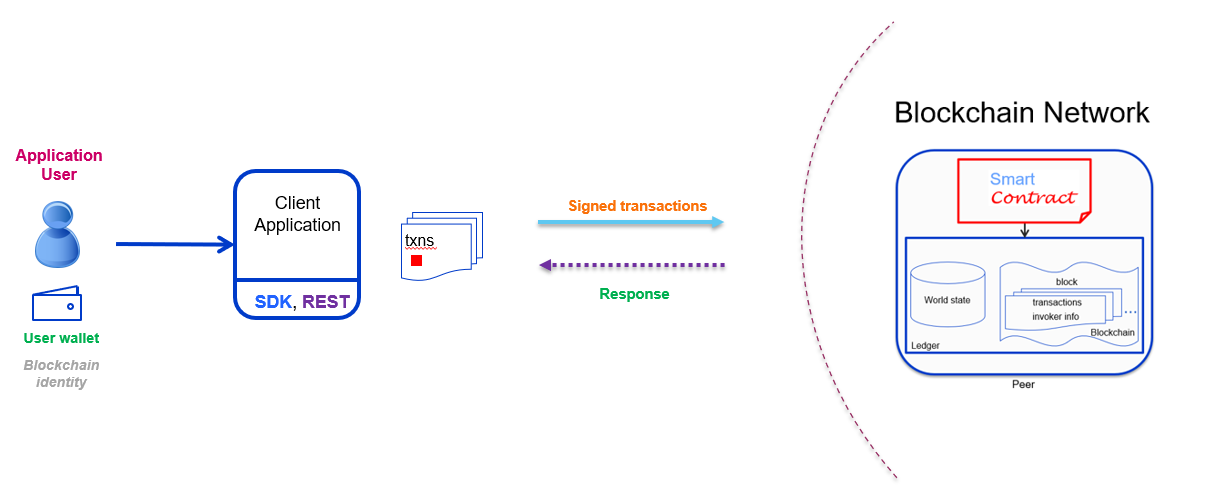 Application
User
User wallet
Blockchain
identity
Client
Application
SDK, REST
txns
Signed transactions
Response
Blockchain Network
Smart
Contract
World state
block
transactions
invoker info
...
Blockchain
Ledger
Peer